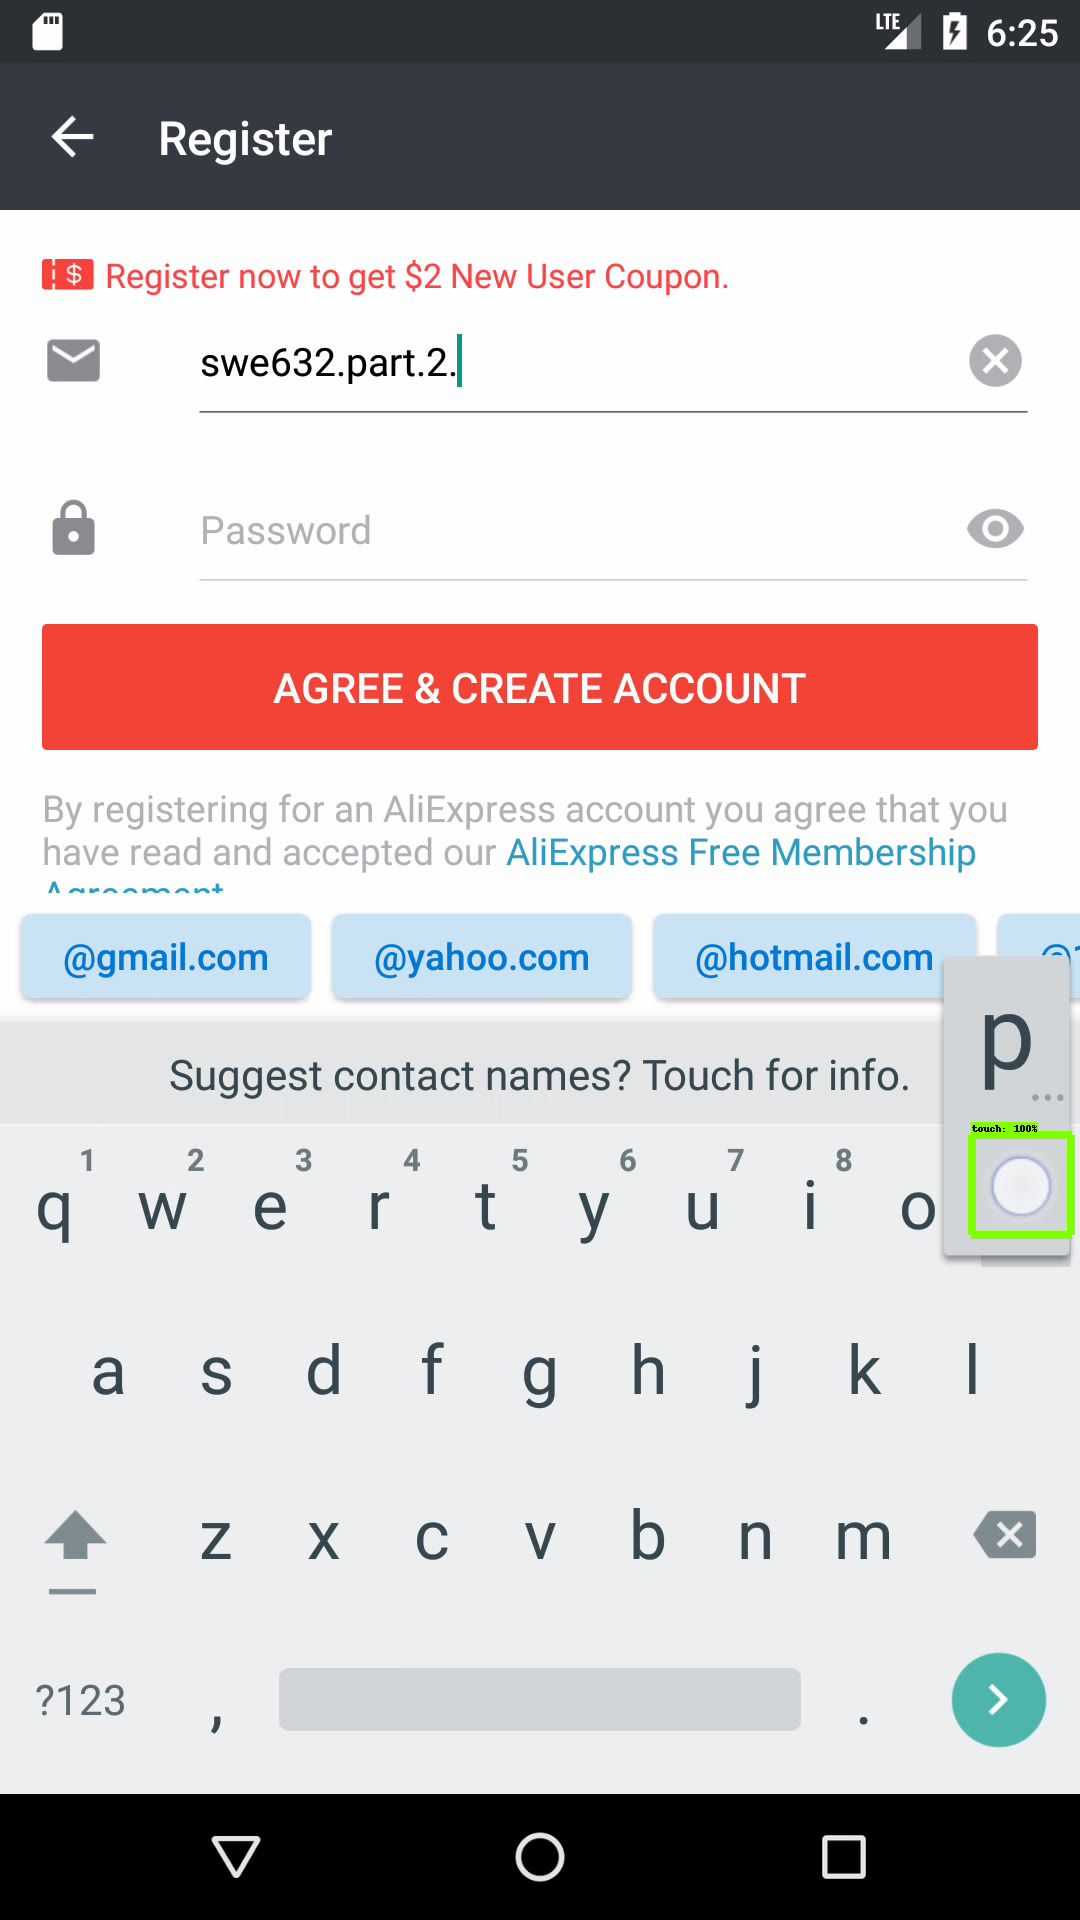 LTE 6:25
Register
$ Register now to get $2 New User Coupon.
swe632.part.2.
Password
AGREE & CREATE ACCOUNT
By registering for an AliExpress account you agree that you
have read and accepted our AliExpress Free Membership
Agreement
@gmail.com @yahoo.com @hotmail.com
p
...
Suggest contact names? Touch for info.
touch: 100%
1 2 3 4 5 6 7 8
q w e r t y u i o
a s d f g h j k l
z x c v b n m
?123 , .